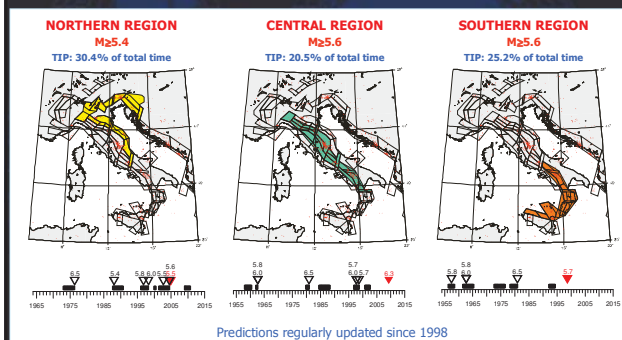 NORTHERN REGION
M≥5.4
TIP: 30.4% of total time
CENTRAL REGION
M≥5.6
TIP: 20.5% of total time
SOUTHERN REGION
M≥5.6
TIP: 25.2% of total time
5.6
6.5 5.4 5.8 6.0 5.5 5.5
1965 1975 1985 1995 2005 2015
5.8 5.7
6.0 6.5 6.0 5.7 6.3
1965 1975 1985 1995 2005 2015
5.8
5.8 6.0 5.8 5.7
1965 1975 1985 1995 2005 2015
Predictions regularly updated since 1998